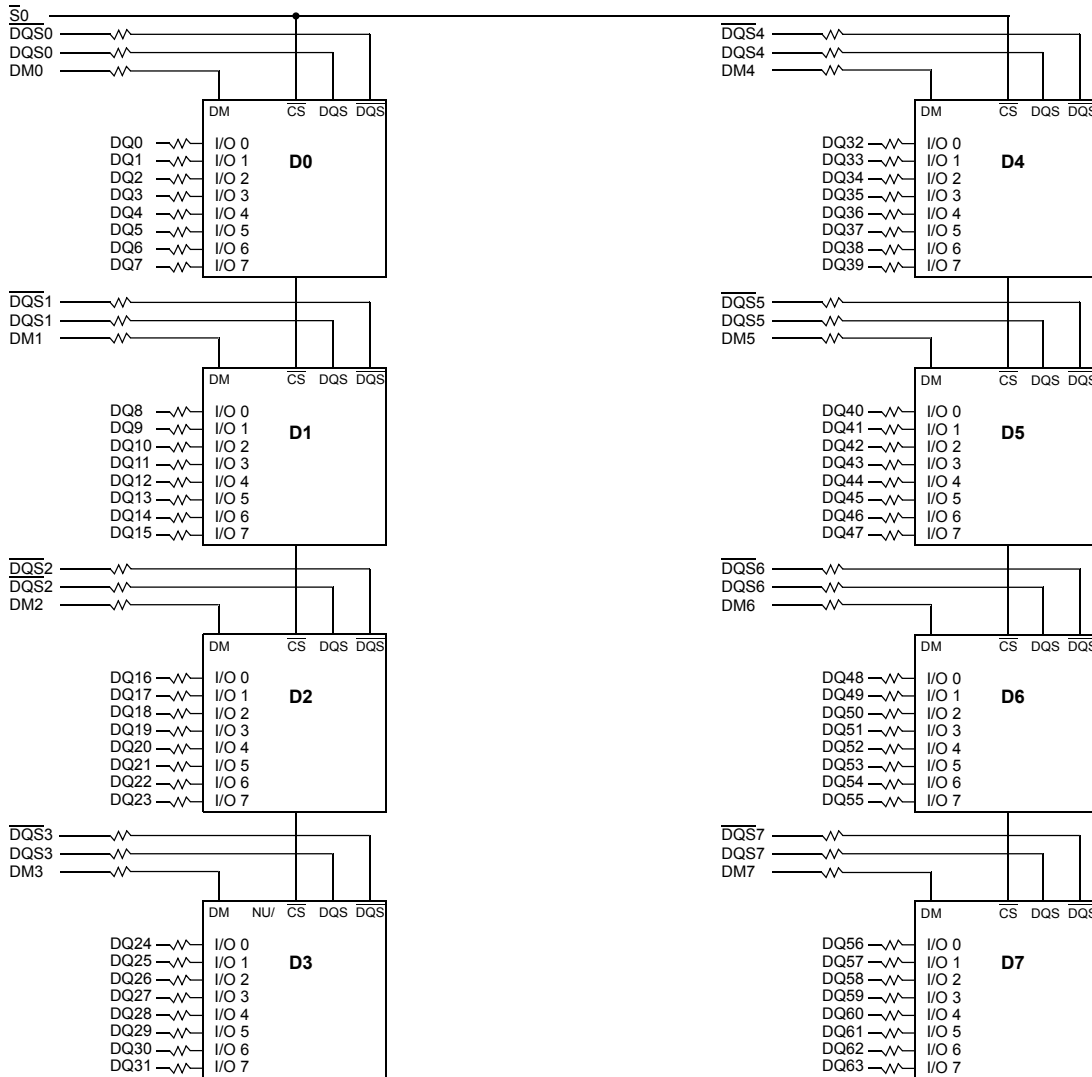 S0
DQS0
DQS0
DM0
DM CS DQS DQS
DQ0 I/O 0
DQ1 I/O 1 D0
DQ2 I/O 2
DQ3 I/O 3
DQ4 I/O 4
DQ5 I/O 5
DQ6 I/O 6
DQ7 I/O 7
DQS1
DQS1
DM1
DM CS DQS DQS
DQ8 I/O 0
DQ9 I/O 1 D1
DQ10 I/O 2
DQ11 I/O 3
DQ12 I/O 4
DQ13 I/O 5
DQ14 I/O 6
DQ15 I/O 7
DQS2
DQS2
DM2
DM CS DQS DQS
DQ16 I/O 0
DQ17 I/O 1 D2
DQ18 I/O 2
DQ19 I/O 3
DQ20 I/O 4
DQ21 I/O 5
DQ22 I/O 6
DQ23 I/O 7
DQS3
DQS3
DM3
DM NU/ CS DQS DQS
DQ24 I/O 0
DQ25 I/O 1 D3
DQ26 I/O 2
DQ27 I/O 3
DQ28 I/O 4
DQ29 I/O 5
DQ30 I/O 6
DQ31 I/O 7
DQS4
DQS4
DM4
DM CS DQS DQS
DQ32 I/O 0
DQ33 I/O 1 D4
DQ34 I/O 2
DQ35 I/O 3
DQ36 I/O 4
DQ37 I/O 5
DQ38 I/O 6
DQ39 I/O 7
DQS5
DQS5
DM5
DM CS DQS DQS
DQ40 I/O 0
DQ41 I/O 1 D5
DQ42 I/O 2
DQ43 I/O 3
DQ44 I/O 4
DQ45 I/O 5
DQ46 I/O 6
DQ47 I/O 7
DQS6
DQS6
DM6
DM CS DQS DQS
DQ48 I/O 0
DQ49 I/O 1 D6
DQ50 I/O 2
DQ51 I/O 3
DQ52 I/O 4
DQ53 I/O 5
DQ54 I/O 6
DQ55 I/O 7
DQS7
DQS7
DM7
DM CS DQS DQS
DQ56 I/O 0
DQ57 I/O 1 D7
DQ58 I/O 2
DQ59 I/O 3
DQ60 I/O 4
DQ61 I/O 5
DQ62 I/O 6
DQ63 I/O 7